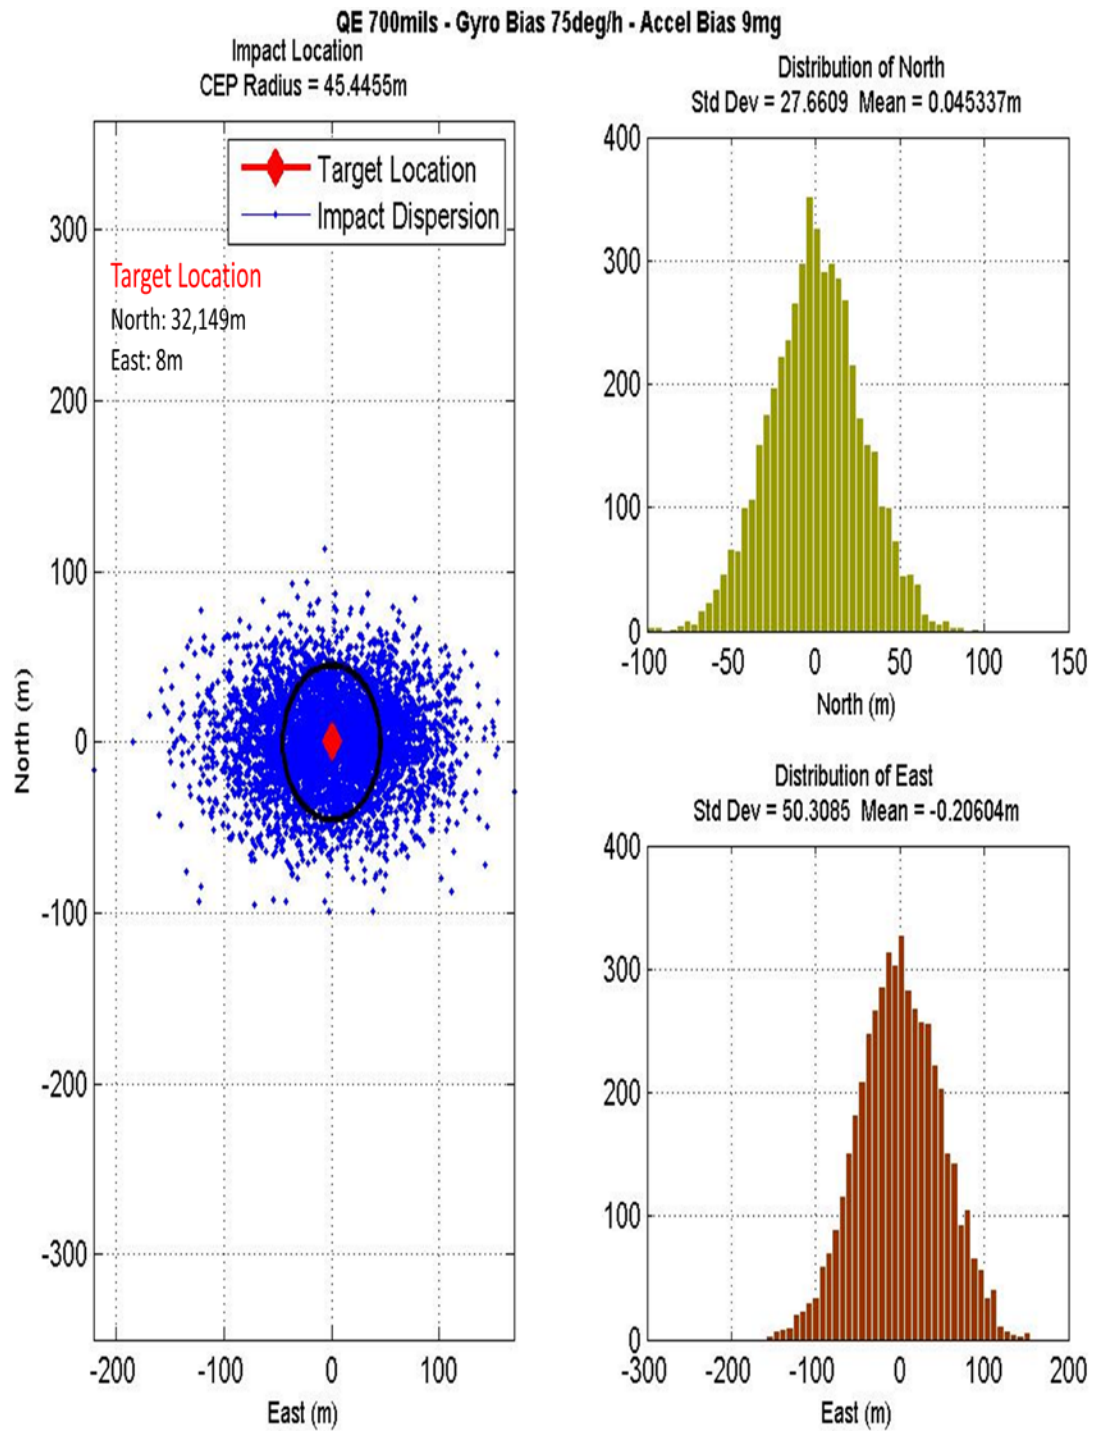 QE 700mils - Gyro Bias 75deg/h - Accel Bias 9mg
Impact Location
CEP Radius = 45.4455m
Target Location
Impact Dispersion
Target Location
North: 32,149m
East: 8m
300
200
100
0
-100
-200
-300
North (m)
-200
-100
0
100
East (m)
Distribution of North
Std Dev = 27.6609 Mean = 0.045337m
400
300
200
100
0
-100
-50
0
50
100
150
North (m)
Distribution of East
Std Dev = 50.3085 Mean = -0.20604m
400
300
200
100
0
-300
-200
-100
0
100
200
East (m)